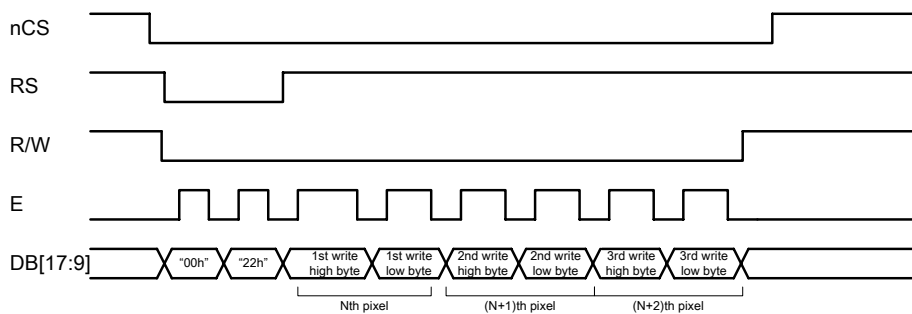 nCS
RS
R/W
E
DB[17:9]
“00h”
“22h”
1st write
high byte
1st write
low byte
2nd write
high byte
2nd write
low byte
3rd write
high byte
3rd write
low byte
Nth pixel
(N+1)th pixel
(N+2)th pixel